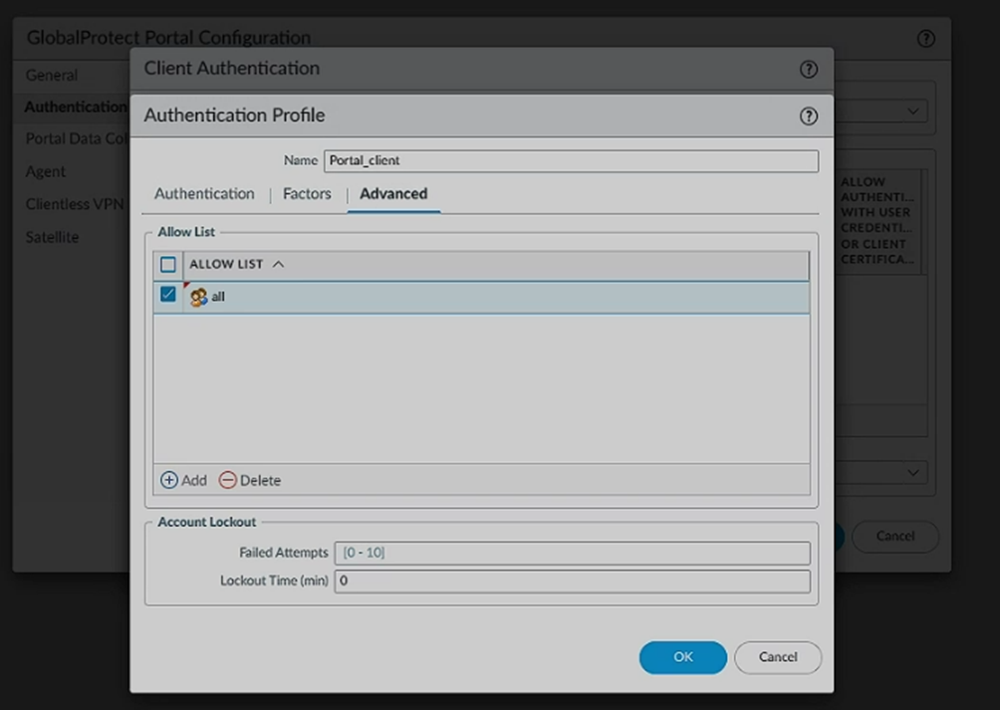 GlobalProtect Portal Configuration
General
Authentication
Portal Data Col
Agent
Clientless VPN
Satellite
ALLOW
AUTHENTI...
WITH USER
CREDENTI...
OR CLIENT
CERTIFICA...
Cancel
Client Authentication
Authentication Profile
Name Portal_client
Authentication | Factors | Advanced
Allow List
ALLOW LIST
all
Add Delete
Account Lockout
Failed Attempts [0 - 10]
Lockout Time (min) 0
OK Cancel